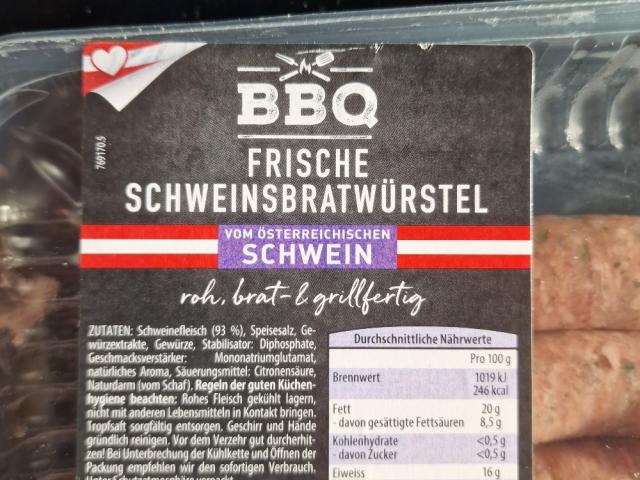 BBQ
FRISCHE
SCHWEINSBRATWÜRSTEL
VOM ÖSTERREICHISCHEN
SCHWEIN
roh, brat- & grillfertig
769170.5
ZUTATEN: Schweinefleisch (93 %), Speisesalz, Ge-
würzextrakte, Gewürze, Stabilisator: Diphosphate,
Geschmacksverstärker: Mononatriumglutamat,
natürliches Aroma, Säuerungsmittel: Citronensäure,
Naturdarm (vom Schaf). Regeln der guten Küchen-
hygiene beachten: Rohes Fleisch gekühlt lagern,
nicht mit anderen Lebensmitteln in Kontakt bringen.
Tropfsaft sorgfältig entsorgen. Geschirr und Hände
gründlich reinigen. Vor dem Verzehr gut durcherhit-
zen! Bei Unterbrechung der Kühlkette und Öffnen der
Packung empfehlen wir den sofortigen Verbrauch.
Unter Schutzatmosphäre verpackt.
Durchschnittliche Nährwerte
Pro 100 g
Brennwert 1019 kJ
246 kcal
Fett 20 g
- davon gesättigte Fettsäuren 8,5 g
Kohlenhydrate <0,5 g
- davon Zucker <0,5 g
Eiweiss 16 g